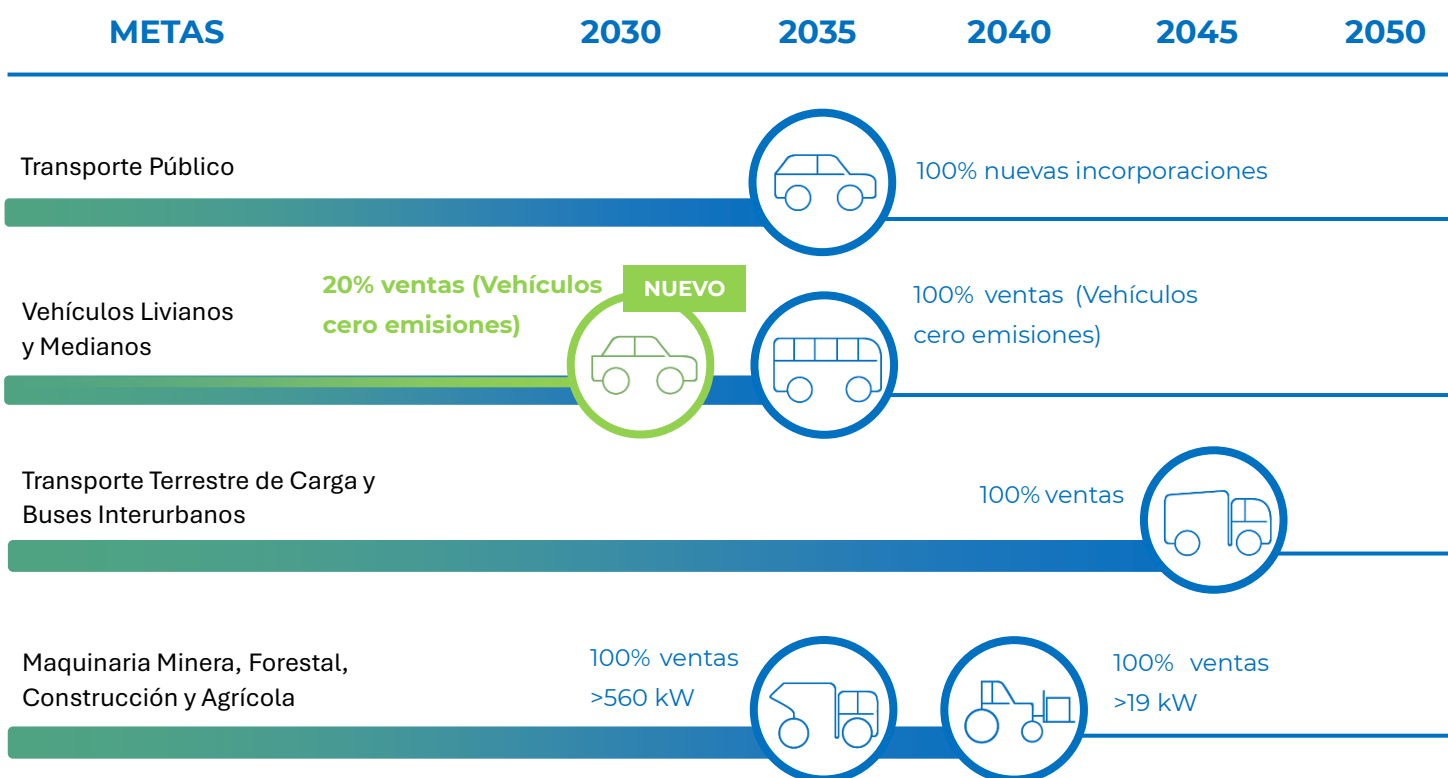 METAS 2030 2035 2040 2045 2050
Transporte Público
100% nuevas incorporaciones
Vehículos Livianos
y Medianos
20% ventas (Vehículos
cero emisiones)
NUEVO
100% ventas (Vehículos
cero emisiones)
Transporte Terrestre de Carga y
Buses Interurbanos
100% ventas
Maquinaria Minera, Forestal,
Construcción y Agrícola
100% ventas
>560 kW
100% ventas
>19 kW